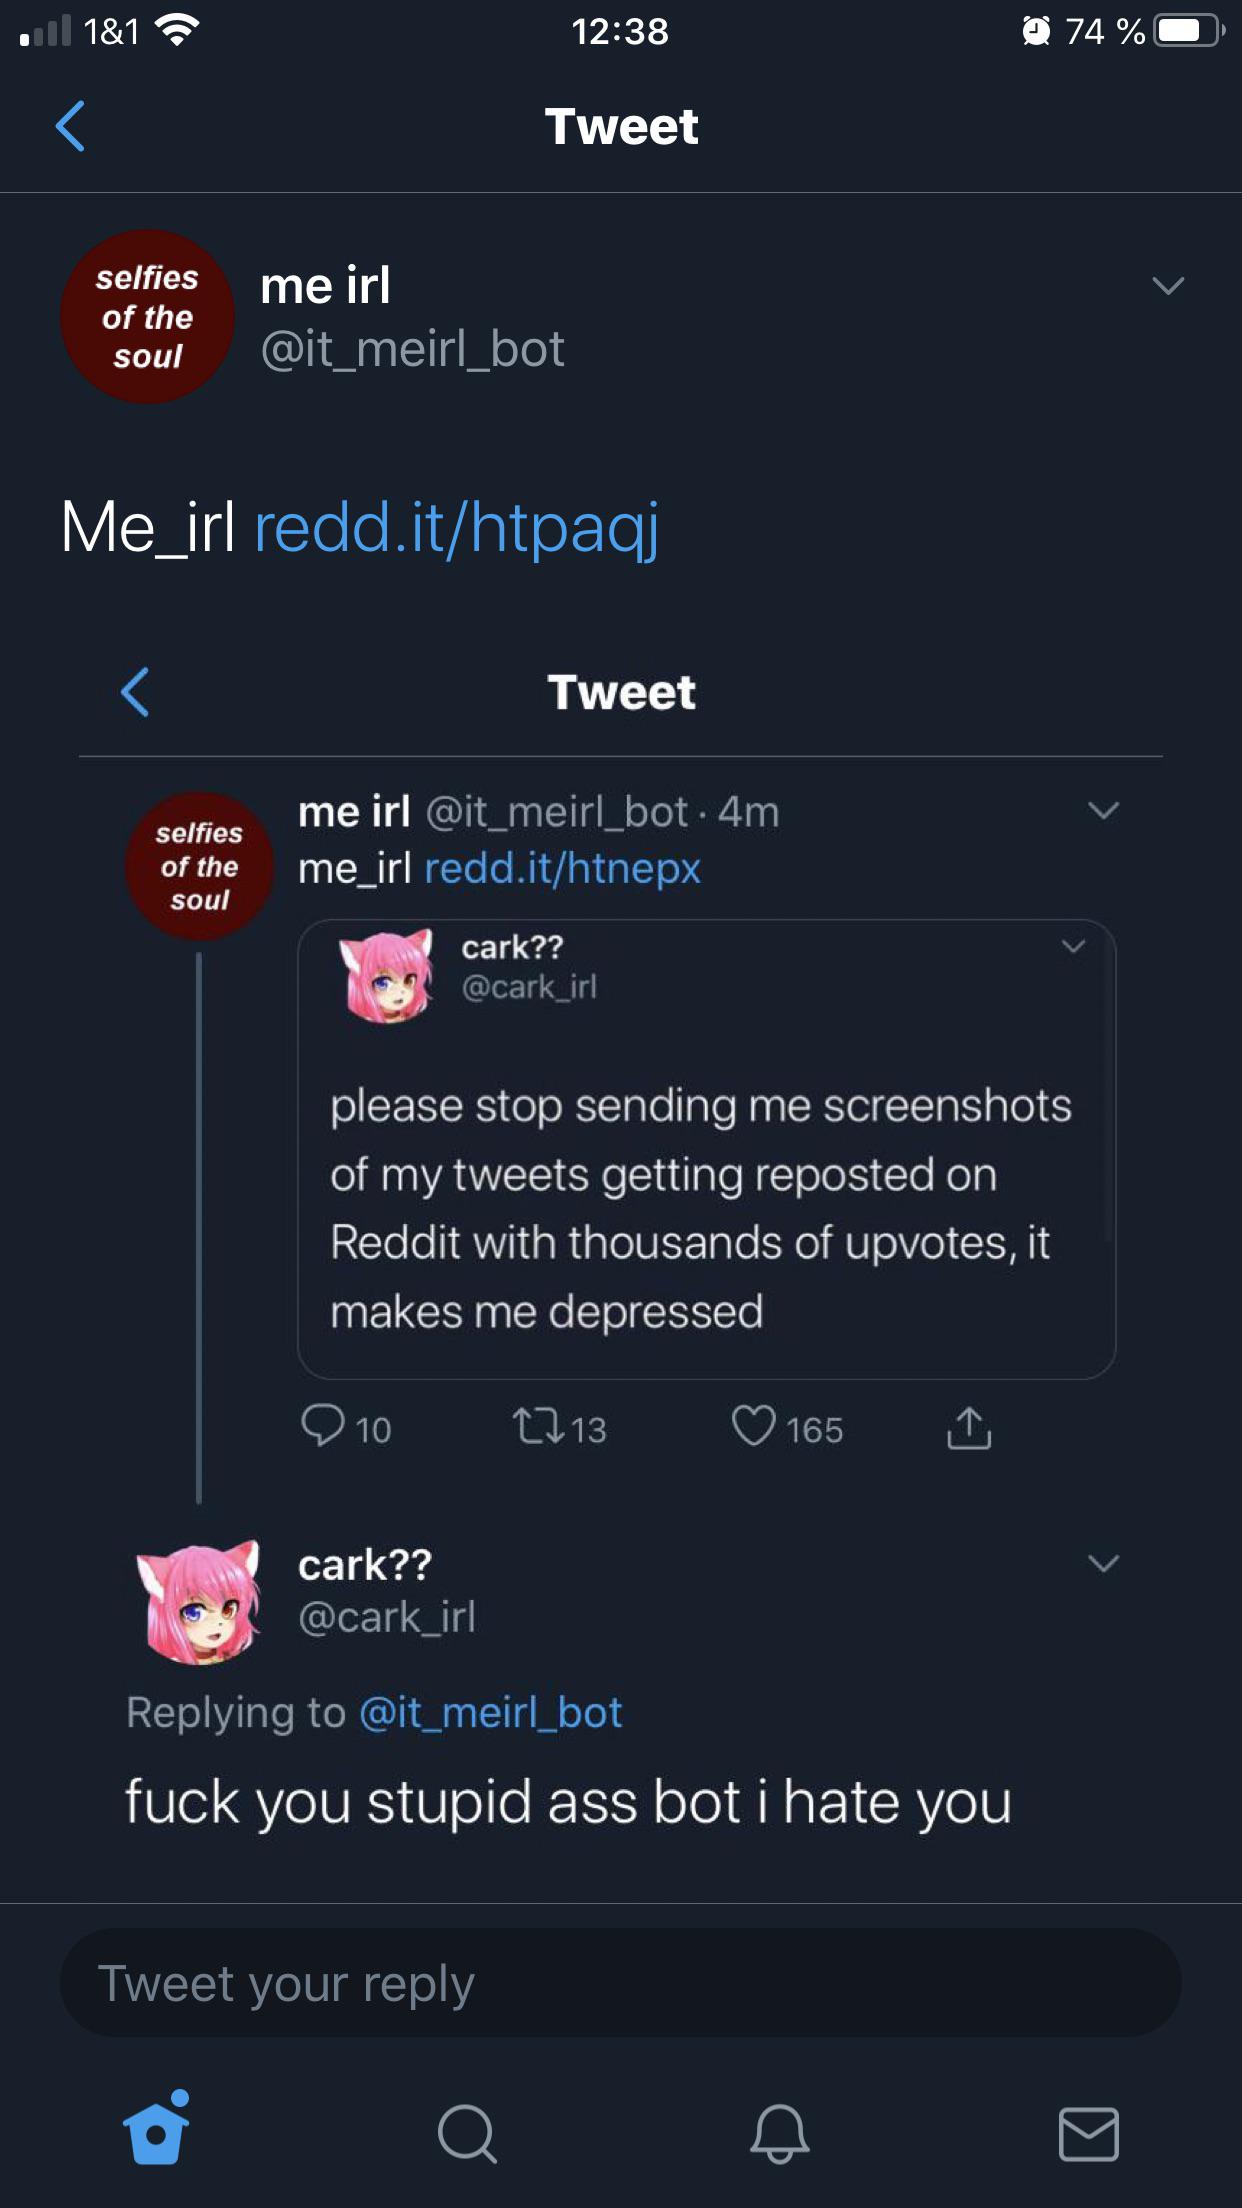 1&1 12:38 74 %
Tweet
selfies
of the
soul
me irl
@it_meirl_bot
Me_irl redd.it/htpaqj
Tweet
selfies
of the
soul
me irl @it_meirl_bot · 4m
me_irl redd.it/htnepx
cark??
@cark_irl
please stop sending me screenshots
of my tweets getting reposted on
Reddit with thousands of upvotes, it
makes me depressed
10 13 165
cark??
@cark_irl
Replying to @it_meirl_bot
fuck you stupid ass bot i hate you
Tweet your reply